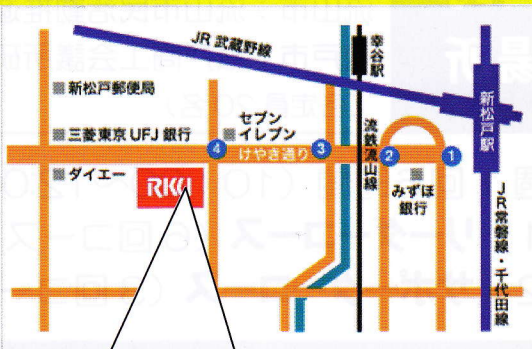 JR 武蔵野線
幸谷駅
新松戸郵便局
セブン
イレブン
新松戸駅
三菱東京 UFJ 銀行
4
けやき通り
3
流鉄流山線
2
1
ダイエー
RKU
みずほ
銀行
JR常磐線・千代田線